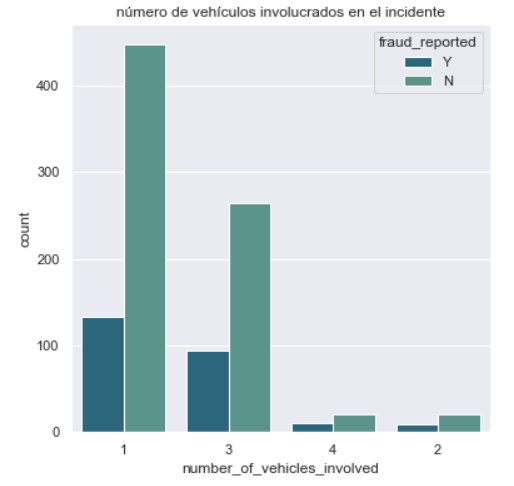 número de vehículos involucrados en el incidente
fraud_reported
Y
N
400
300
200
100
0
count
1 3 4 2
number_of_vehicles_involved